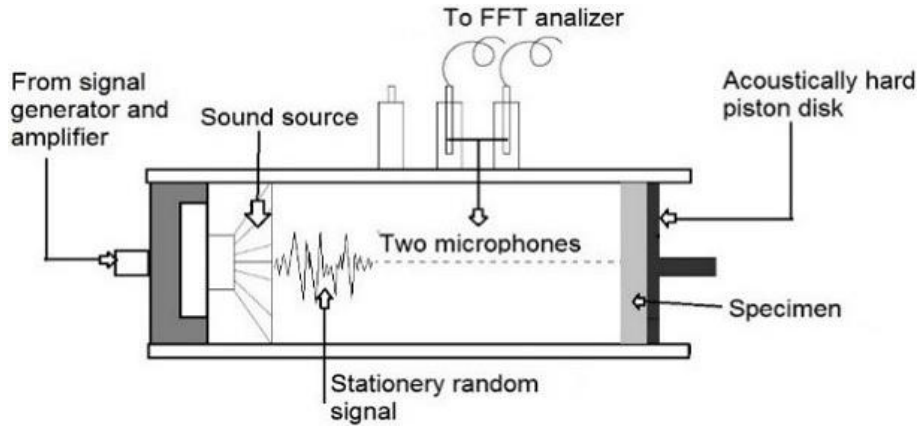 To FFT analizer
From signal
generator and
amplifier
Sound source
Acoustically hard
piston disk
Two microphones
Specimen
Stationery random
signal